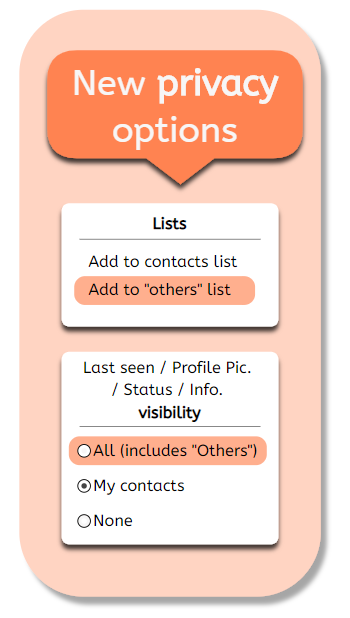 New privacy
options
Lists
Add to contacts list
Add to "others" list
Last seen / Profile Pic.
/ Status / Info.
visibility
All (includes "Others")
My contacts
None